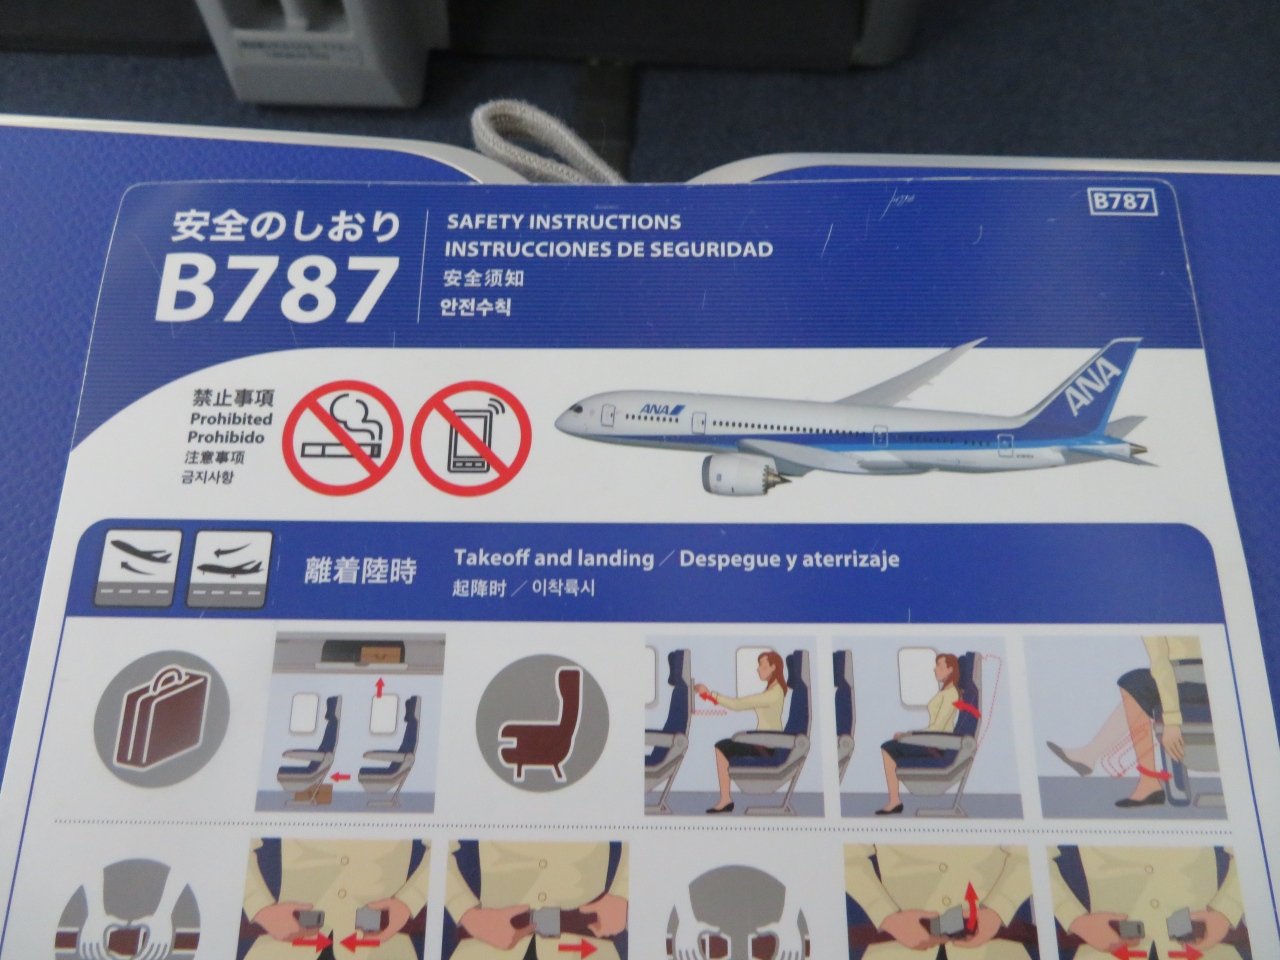 安全のしおり
B787
SAFETY INSTRUCTIONS
INSTRUCCIONES DE SEGURIDAD
安全须知
안전수칙
B787
禁止事項
Prohibited
Prohibido
注意事项
금지사항
ANA
ANA
離着陸時
Takeoff and landing／Despegue y aterrizaje
起降时／이착륙시